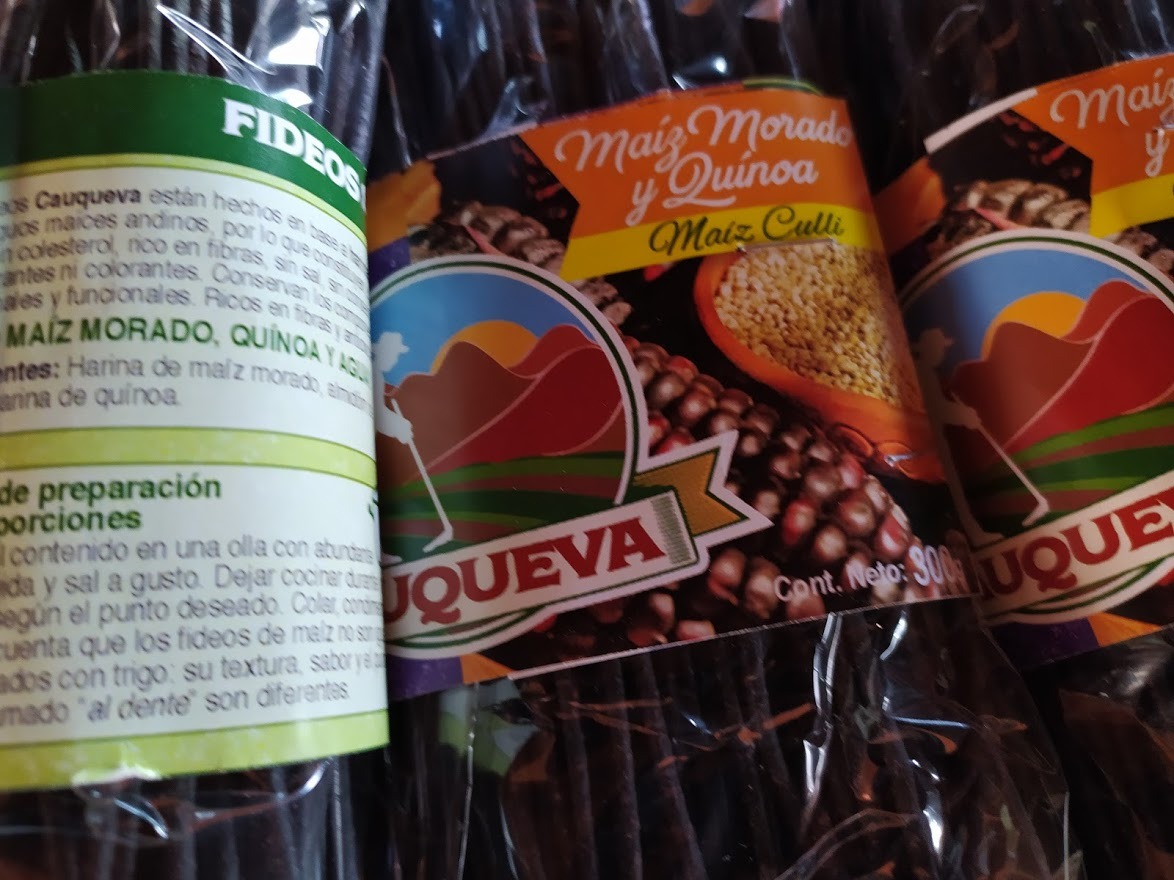 FIDEOS
Cauqueva están hechos en base a
maíces andinos, por lo que
colesterol, rico en fibras, sin sal, sin
ni colorantes. Conservan los
y funcionales. Ricos en fibras y
MAÍZ MORADO, QUÍNOA Y
Harina de maíz morado,
de quínoa.
de preparación
porciones
contenido en una olla con
y sal a gusto. Dejar cocinar
según el punto deseado. Colar,
que los fideos de maíz no son
con trigo: su textura, sabor y el
"al dente" son diferentes.
Maíz Morado
y Quínoa
Maíz Culli
UQUEVA
Cont. Neto: 300g
Maíz
y
UQUE